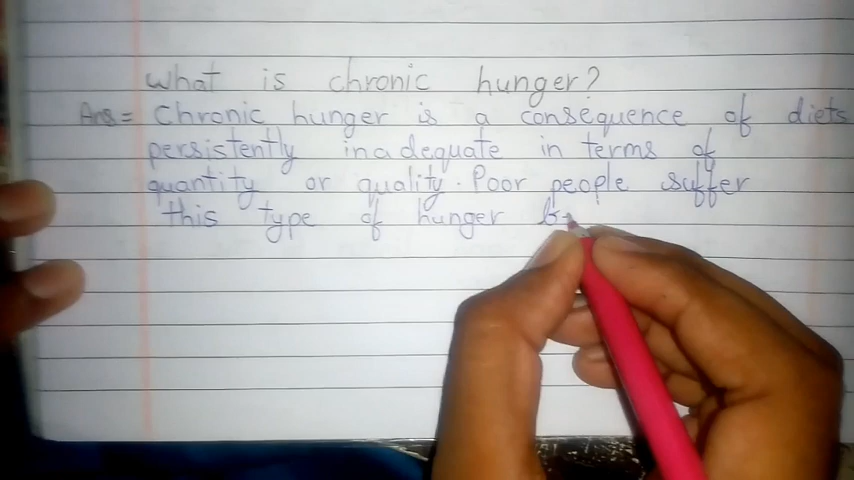 What is chronic hunger?
Ans = Chronic hunger is a consequence of diets
persistently inadequate in terms of
quantity or quality. Poor people suffer
this type of hunger